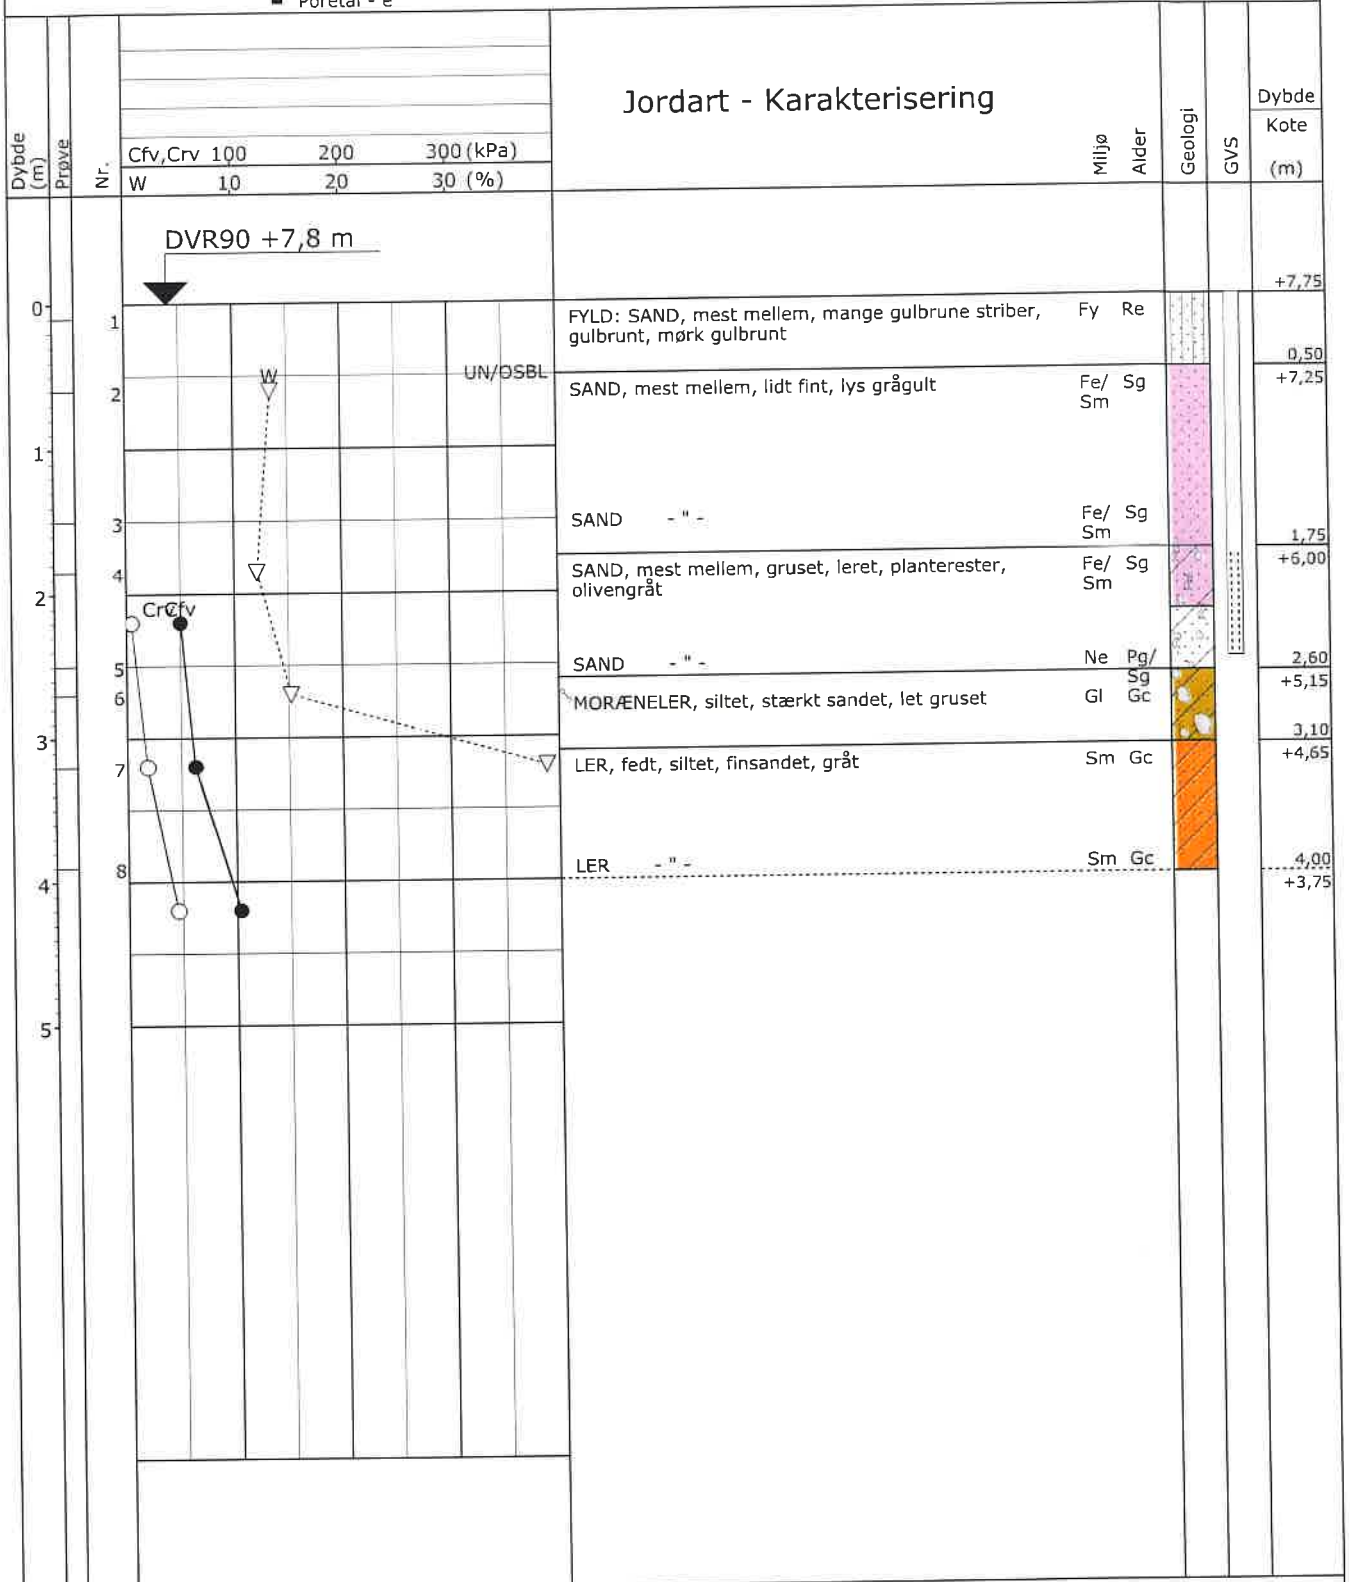 Poretal - e
Jordart - Karakterisering
Dybde (m)
Prøve
Nr.
Cfv,Crv 100 200 300 (kPa)
W 10 20 30 (%)
Miljø
Alder
Geologi
GVS
Dybde
Kote
(m)
DVR90 +7,8 m
+7,75
0
1
FYLD: SAND, mest mellem, mange gulbrune striber, Fy Re
gulbrunt, mørk gulbrunt
0,50
W
UN/OSBL
2
SAND, mest mellem, lidt fint, lys grågult Fe/ Sg
Sm
+7,25
1
3
SAND - " - Fe/ Sg
Sm
1,75
+6,00
4
SAND, mest mellem, gruset, leret, planterester, Fe/ Sg
olivengråt Sm
2
Crv
Cfv
5
SAND - " - Ne Pg/
Sg
2,60
+5,15
6
MORÆNELER, siltet, stærkt sandet, let gruset Gl Gc
3,10
3
7
LER, fedt, siltet, finsandet, gråt Sm Gc
+4,65
8
LER - " - Sm Gc
4,00
4
+3,75
5